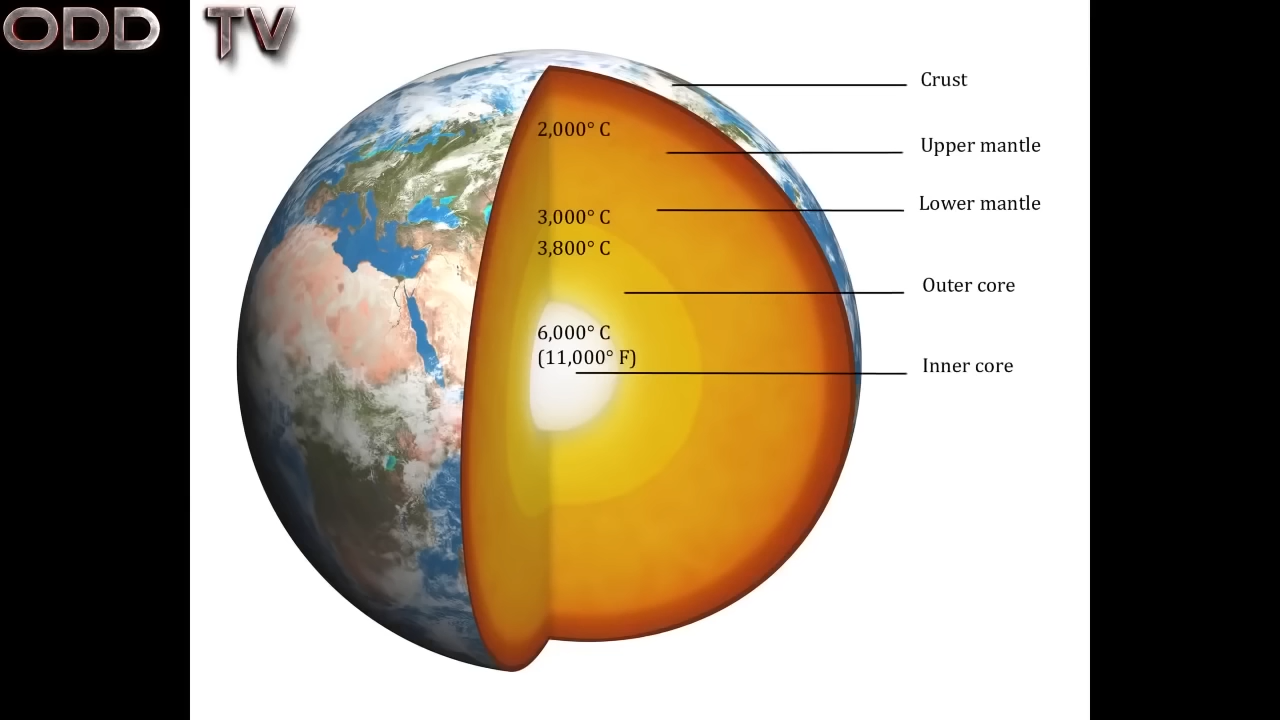 ODD TV
Crust
2,000° C
Upper mantle
Lower mantle
3,000° C
3,800° C
Outer core
6,000° C
(11,000° F)
Inner core